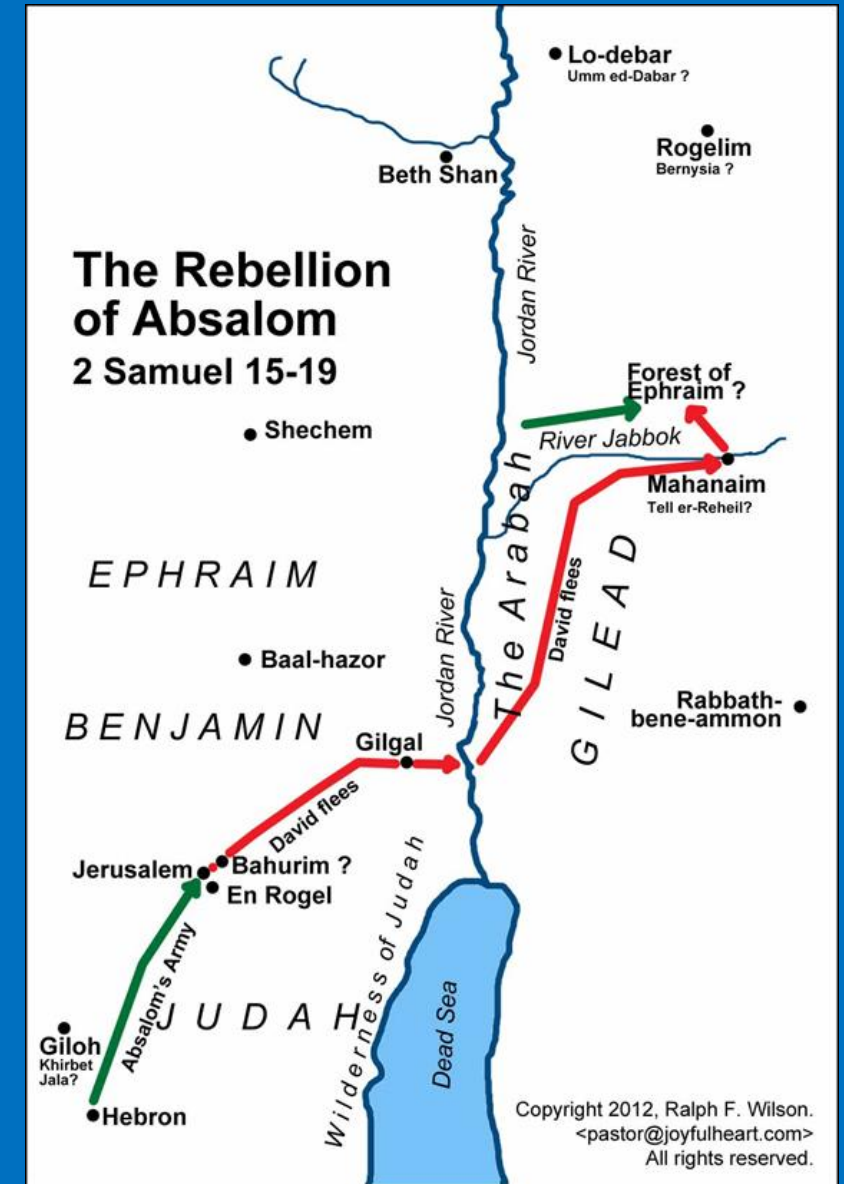 Lo-debar
Umm ed-Dabar ?
Rogelim
Bernysia ?
Beth Shan
The Rebellion
of Absalom
2 Samuel 15-19
Jordan River
Forest of
Ephraim ?
River Jabbok
Shechem
Mahanaim
Tell er-Reheil?
The Arabah
EPHRAIM
David flees
GILEAD
Jordan River
Baal-hazor
Rabbath-
bene-ammon
BENJAMIN
Gilgal
David flees
Jerusalem
Bahurim ?
En Rogel
Wilderness of Judah
Absalom's Army
JUDAH
Dead Sea
Giloh
Khirbet
Jala?
Hebron
Copyright 2012, Ralph F. Wilson.
<pastor@joyfulheart.com>
All rights reserved.